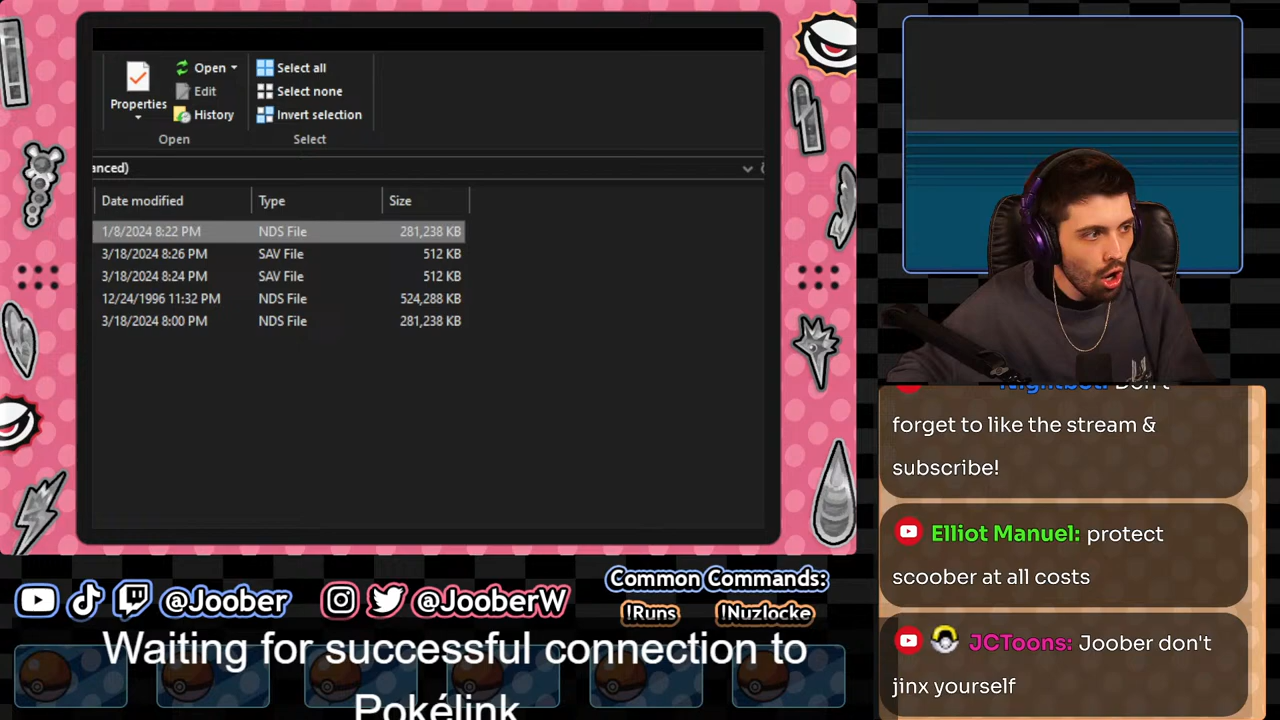 Properties
Open
Edit
History
Open
Select all
Select none
Invert selection
Select
anced)
Date modified Type Size
1/8/2024 8:22 PM NDS File 281,238 KB
3/18/2024 8:26 PM SAV File 512 KB
3/18/2024 8:24 PM SAV File 512 KB
12/24/1996 11:32 PM NDS File 524,288 KB
3/18/2024 8:00 PM NDS File 281,238 KB
Nightbot: Don't
forget to like the stream &
subscribe!
Elliot Manuel: protect
scoober at all costs
JCToons: Joober don't
jinx yourself
@Joober @JooberW
Common Commands:
!Runs !Nuzlocke
Waiting for successful connection to
Pokélink